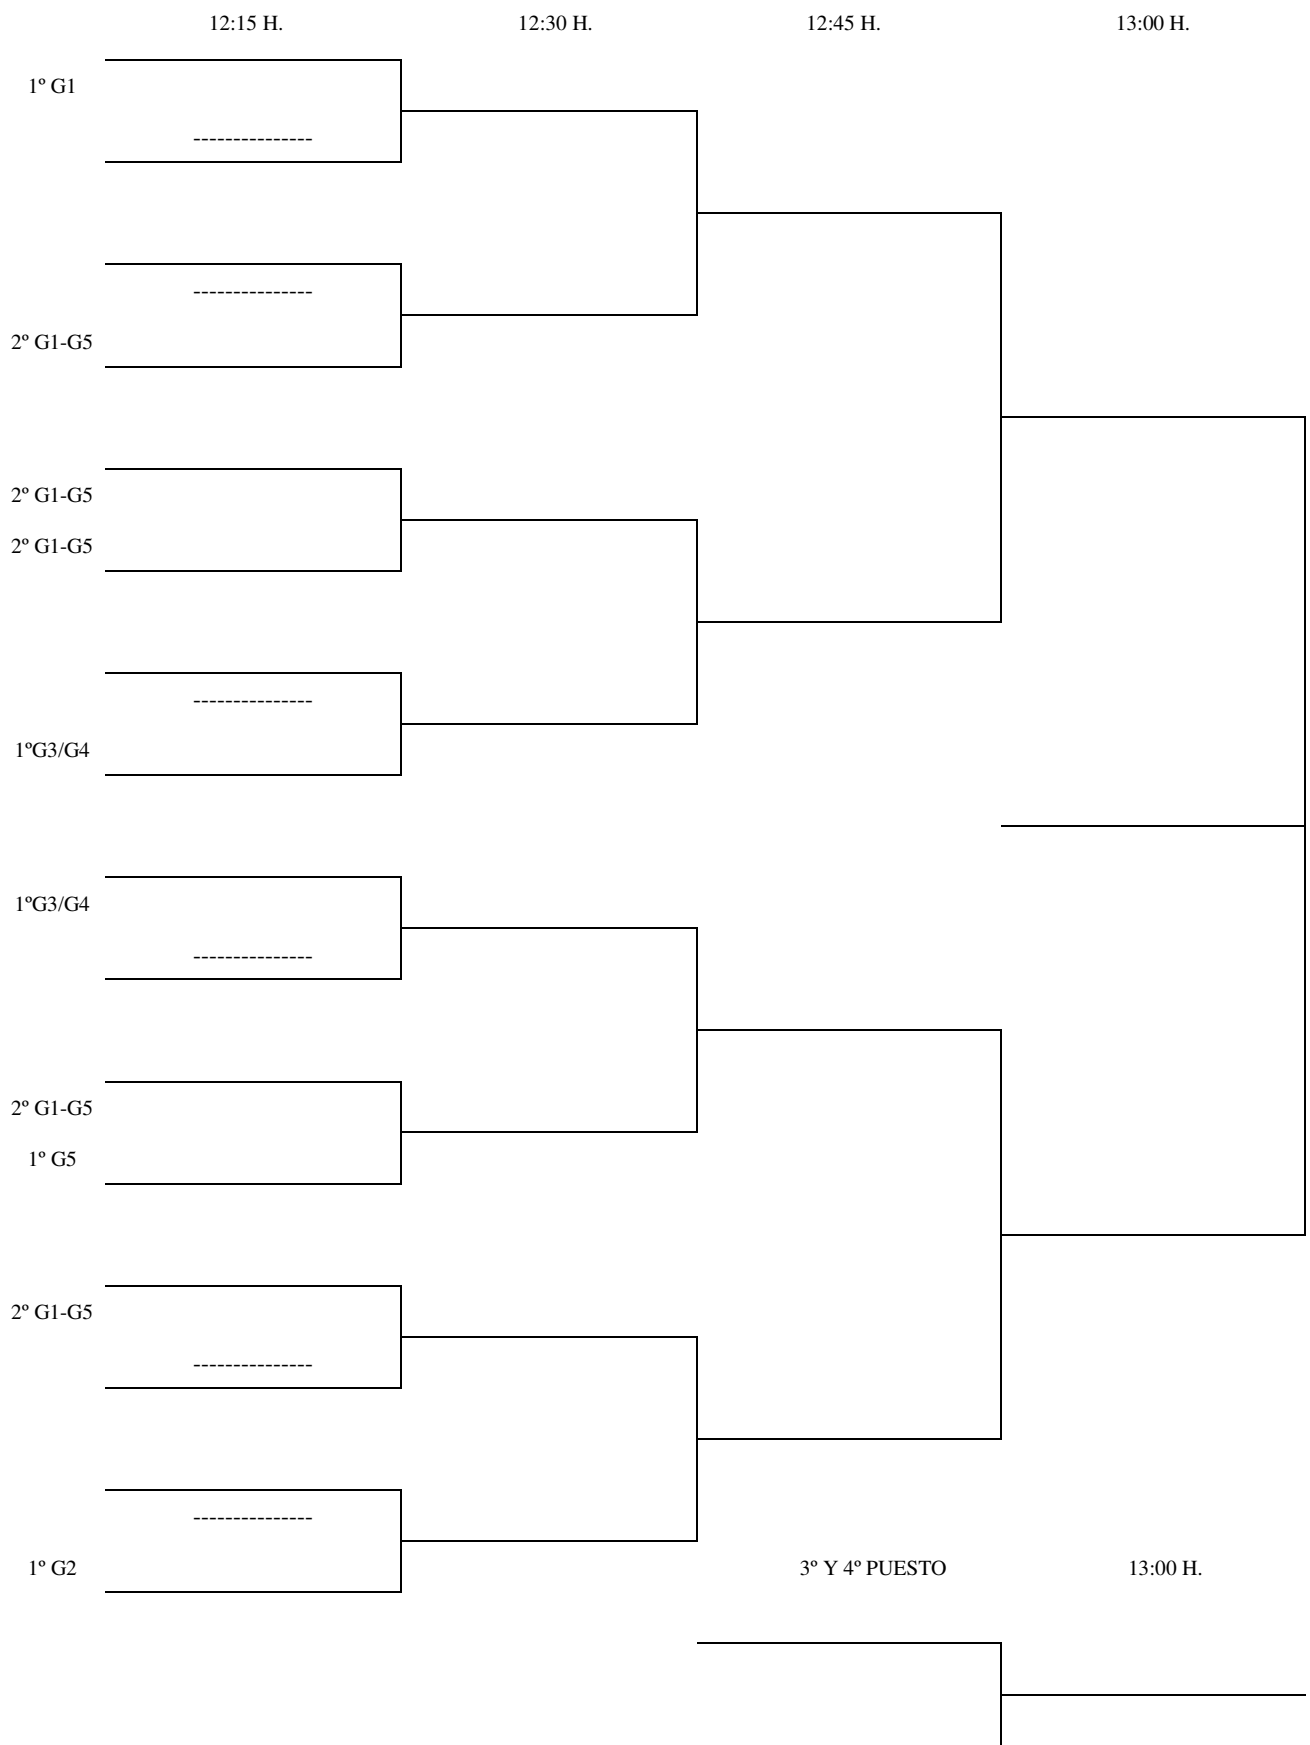 12:15 H. 12:30 H. 12:45 H. 13:00 H.
1º G1
---------------
---------------
2º G1-G5
2º G1-G5
2º G1-G5
---------------
1ºG3/G4
1ºG3/G4
---------------
2º G1-G5
1º G5
2º G1-G5
---------------
---------------
1º G2 3º Y 4º PUESTO 13:00 H.